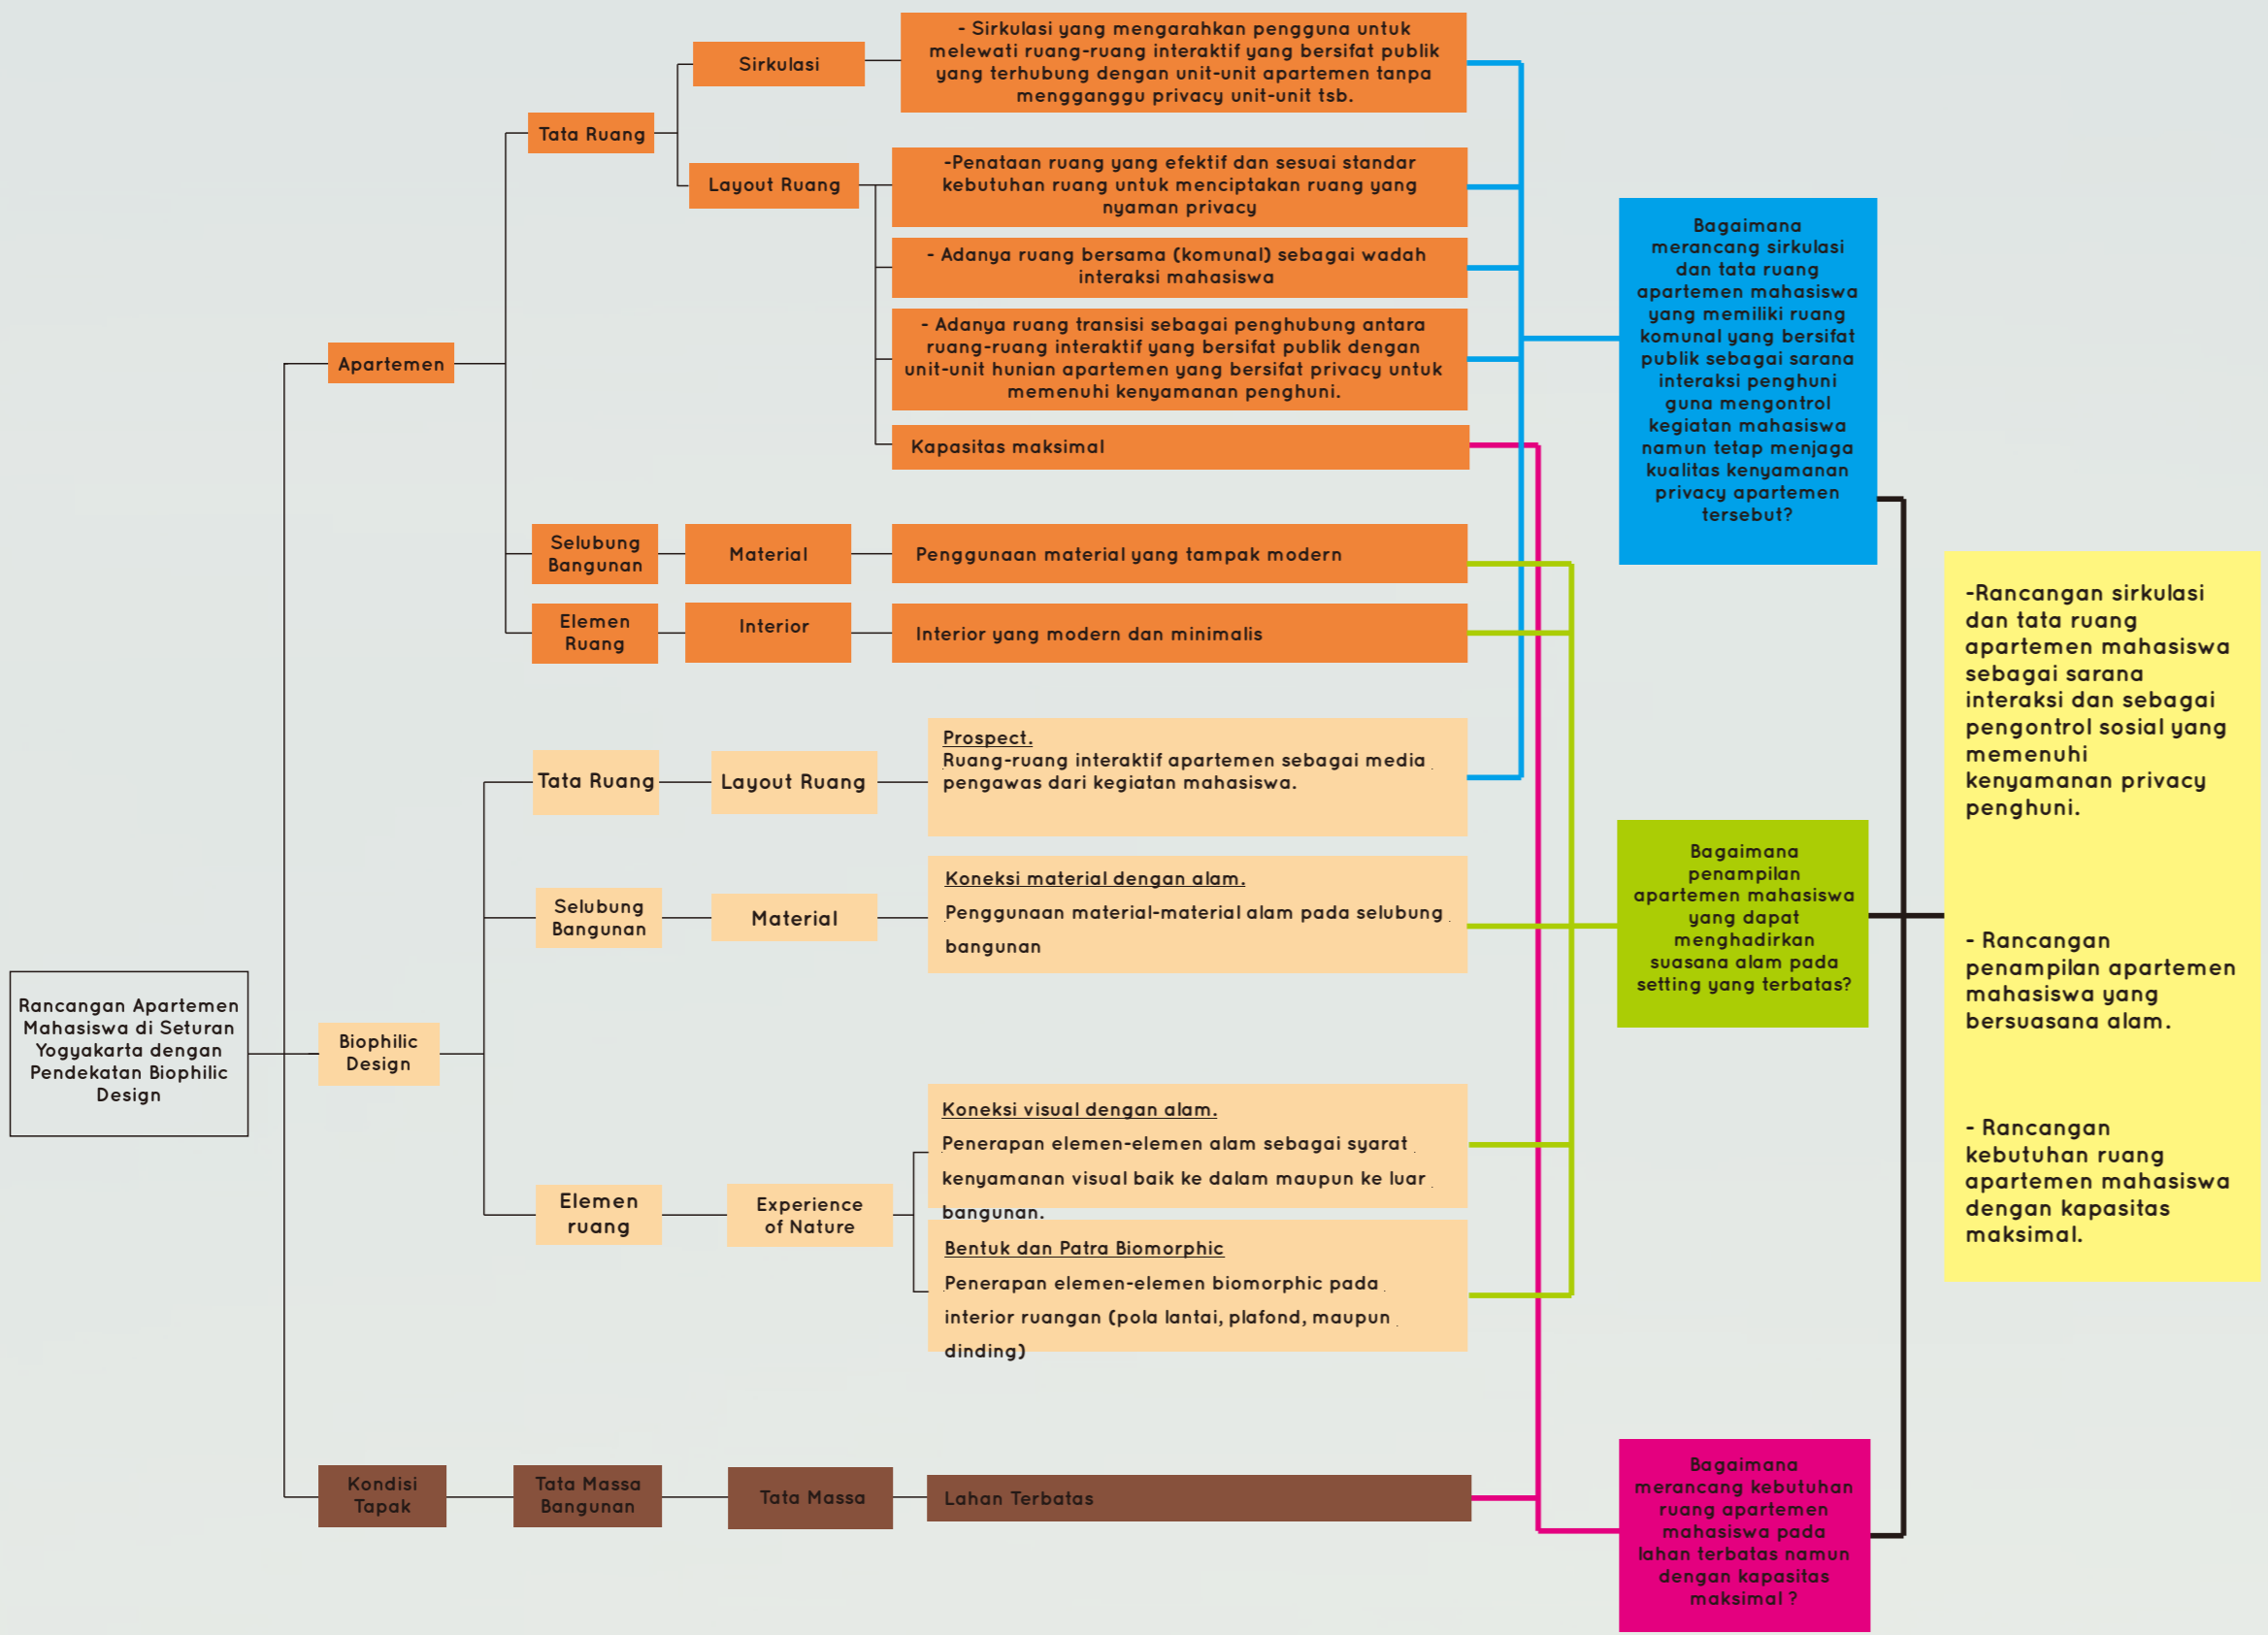 Rancangan Apartemen
Mahasiswa di Seturan
Yogyakarta dengan
Pendekatan Biophilic
Design
Apartemen
Tata Ruang
Sirkulasi
- Sirkulasi yang mengarahkan pengguna untuk
melewati ruang-ruang interaktif yang bersifat publik
yang terhubung dengan unit-unit apartemen tanpa
mengganggu privacy unit-unit tsb.
Layout Ruang
-Penataan ruang yang efektif dan sesuai standar
kebutuhan ruang untuk menciptakan ruang yang
nyaman privacy
- Adanya ruang bersama (komunal) sebagai wadah
interaksi mahasiswa
- Adanya ruang transisi sebagai penghubung antara
ruang-ruang interaktif yang bersifat publik dengan
unit-unit hunian apartemen yang bersifat privacy untuk
memenuhi kenyamanan penghuni.
Kapasitas maksimal
Selubung
Bangunan
Material
Penggunaan material yang tampak modern
Elemen
Ruang
Interior
Interior yang modern dan minimalis
Biophilic
Design
Tata Ruang
Layout Ruang
Prospect.
Ruang-ruang interaktif apartemen sebagai media
pengawas dari kegiatan mahasiswa.
Selubung
Bangunan
Material
Koneksi material dengan alam.
Penggunaan material-material alam pada selubung
bangunan
Elemen
ruang
Experience
of Nature
Koneksi visual dengan alam.
Penerapan elemen-elemen alam sebagai syarat
kenyamanan visual baik ke dalam maupun ke luar
bangunan.
Bentuk dan Patra Biomorphic
Penerapan elemen-elemen biomorphic pada
interior ruangan (pola lantai, plafond, maupun
dinding)
Kondisi
Tapak
Tata Massa
Bangunan
Tata Massa
Lahan Terbatas
Bagaimana
merancang sirkulasi
dan tata ruang
apartemen mahasiswa
yang memiliki ruang
komunal yang bersifat
publik sebagai sarana
interaksi penghuni
guna mengontrol
kegiatan mahasiswa
namun tetap menjaga
kualitas kenyamanan
privacy apartemen
tersebut?
Bagaimana
penampilan
apartemen mahasiswa
yang dapat
menghadirkan
suasana alam pada
setting yang terbatas?
Bagaimana
merancang kebutuhan
ruang apartemen
mahasiswa pada
lahan terbatas namun
dengan kapasitas
maksimal ?
-Rancangan sirkulasi
dan tata ruang
apartemen mahasiswa
sebagai sarana
interaksi dan sebagai
pengontrol sosial yang
memenuhi
kenyamanan privacy
penghuni.
- Rancangan
penampilan apartemen
mahasiswa yang
bersuasana alam.
- Rancangan
kebutuhan ruang
apartemen mahasiswa
dengan kapasitas
maksimal.